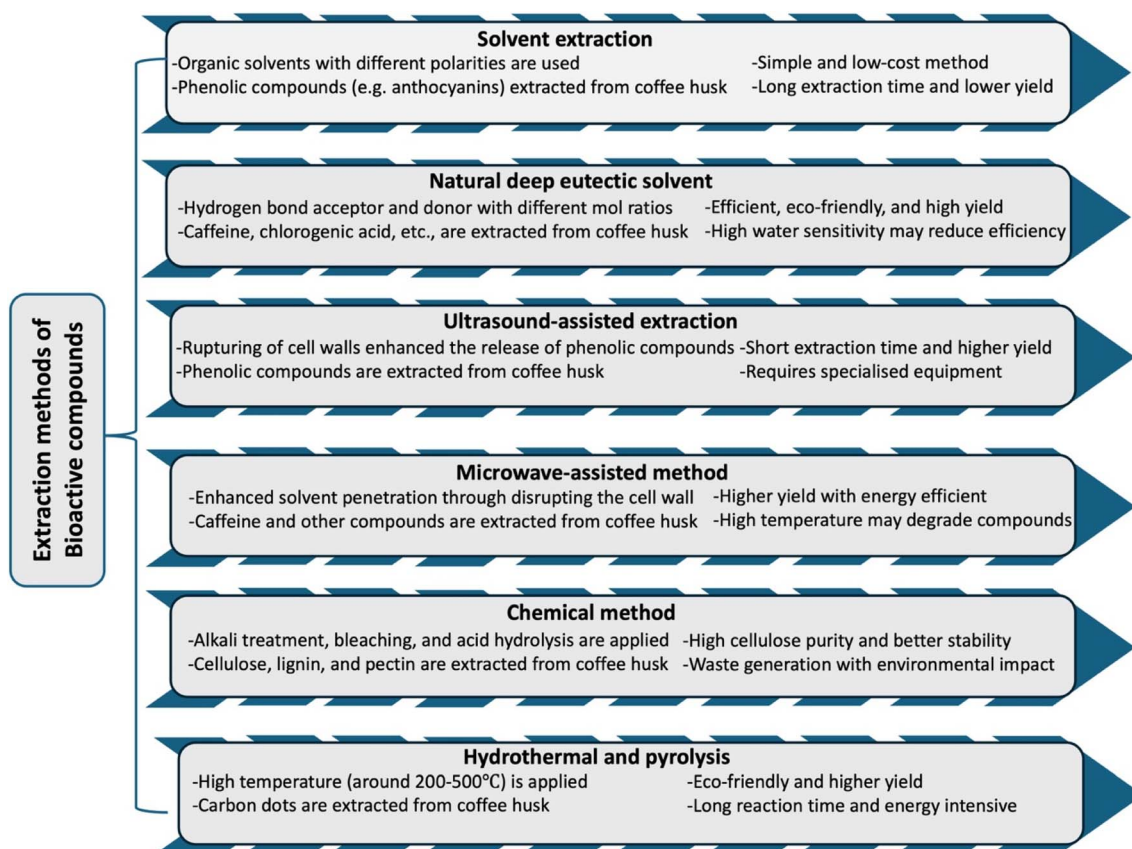 Extraction methods of
Bioactive compounds
Solvent extraction
-Organic solvents with different polarities are used
-Phenolic compounds (e.g. anthocyanins) extracted from coffee husk
-Simple and low-cost method
-Long extraction time and lower yield
Natural deep eutectic solvent
-Hydrogen bond acceptor and donor with different mol ratios
-Caffeine, chlorogenic acid, etc., are extracted from coffee husk
-Efficient, eco-friendly, and high yield
-High water sensitivity may reduce efficiency
Ultrasound-assisted extraction
-Rupturing of cell walls enhanced the release of phenolic compounds
-Phenolic compounds are extracted from coffee husk
-Short extraction time and higher yield
-Requires specialised equipment
Microwave-assisted method
-Enhanced solvent penetration through disrupting the cell wall
-Caffeine and other compounds are extracted from coffee husk
-Higher yield with energy efficient
-High temperature may degrade compounds
Chemical method
-Alkali treatment, bleaching, and acid hydrolysis are applied
-Cellulose, lignin, and pectin are extracted from coffee husk
-High cellulose purity and better stability
-Waste generation with environmental impact
Hydrothermal and pyrolysis
-High temperature (around 200-500℃) is applied
-Carbon dots are extracted from coffee husk
-Eco-friendly and higher yield
-Long reaction time and energy intensive